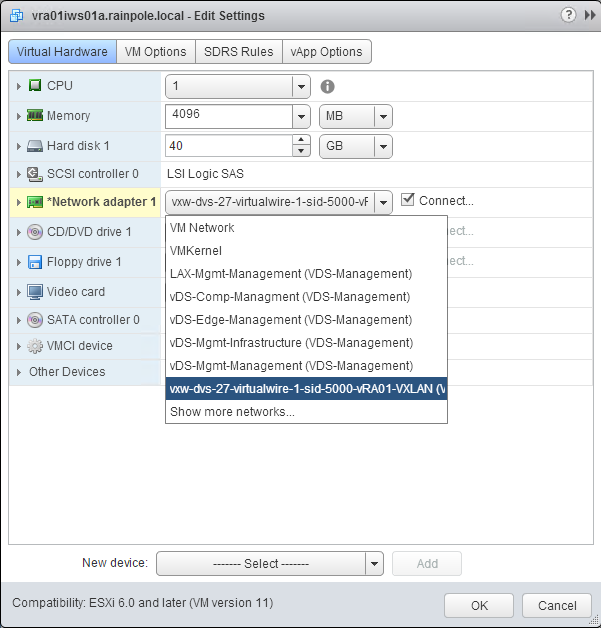 vra01iws01a.rainpole.local - Edit Settings
Virtual Hardware VM Options SDRS Rules vApp Options
CPU 1
Memory 4096 MB
Hard disk 1 40 GB
SCSI controller 0 LSI Logic SAS
*Network adapter 1 vxw-dvs-27-virtualwire-1-sid-5000-vR Connect...
VM Network
CD/DVD drive 1 nect...
VMKernel
Floppy drive 1 LAX-Mgmt-Management (VDS-Management) nect...
Video card vDS-Comp-Managment (VDS-Management)
SATA controller 0 vDS-Edge-Management (VDS-Management)
VMCI device vDS-Mgmt-Infrastructure (VDS-Management)
Other Devices vDS-Mgmt-Management (VDS-Management)
vxw-dvs-27-virtualwire-1-sid-5000-vRA01-VXLAN (V
Show more networks...
New device: ------- Select ------- Add
Compatibility: ESXi 6.0 and later (VM version 11) OK Cancel